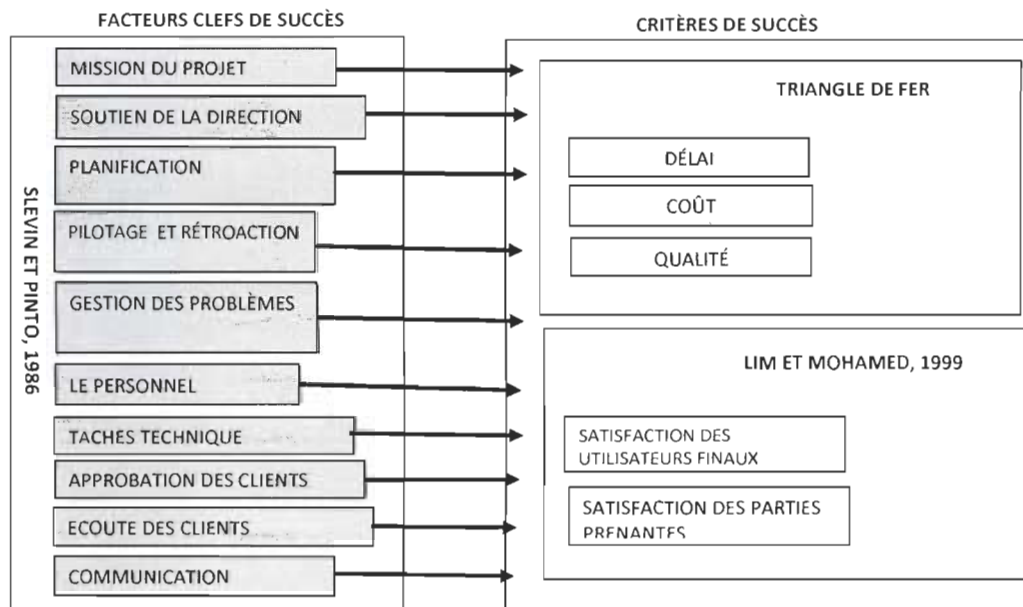 FACTEURS CLEFS DE SUCCÈS
SLEVIN ET PINTO, 1986
MISSION DU PROJET
SOUTIEN DE LA DIRECTION
PLANIFICATION
PILOTAGE ET RÉTROACTION
GESTION DES PROBLÈMES
LE PERSONNEL
TACHES TECHNIQUE
APPROBATION DES CLIENTS
ECOUTE DES CLIENTS
COMMUNICATION
CRITÈRES DE SUCCÈS
TRIANGLE DE FER
DÉLAI
COÛT
QUALITÉ
LIM ET MOHAMED, 1999
SATISFACTION DES
UTILISATEURS FINAUX
SATISFACTION DES PARTIES
PRENANTES